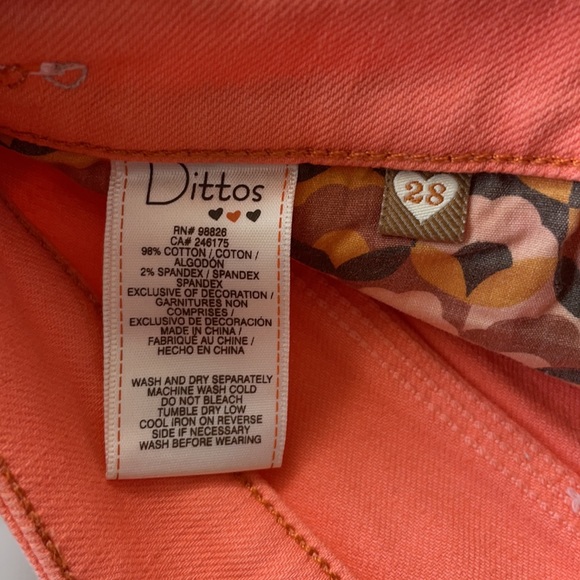 Dittos
28
RN# 98826
CA# 246175
98% COTTON / COTON /
ALGODÓN
2% SPANDEX / SPANDEX
SPANDEX
EXCLUSIVE OF DECORATION /
GARNITURES NON
COMPRISES /
EXCLUSIVO DE DECORACIÓN
MADE IN CHINA /
FABRIQUÉ AU CHINE /
HECHO EN CHINA
WASH AND DRY SEPARATELY
MACHINE WASH COLD
DO NOT BLEACH
TUMBLE DRY LOW
COOL IRON ON REVERSE
SIDE IF NECESSARY
WASH BEFORE WEARING